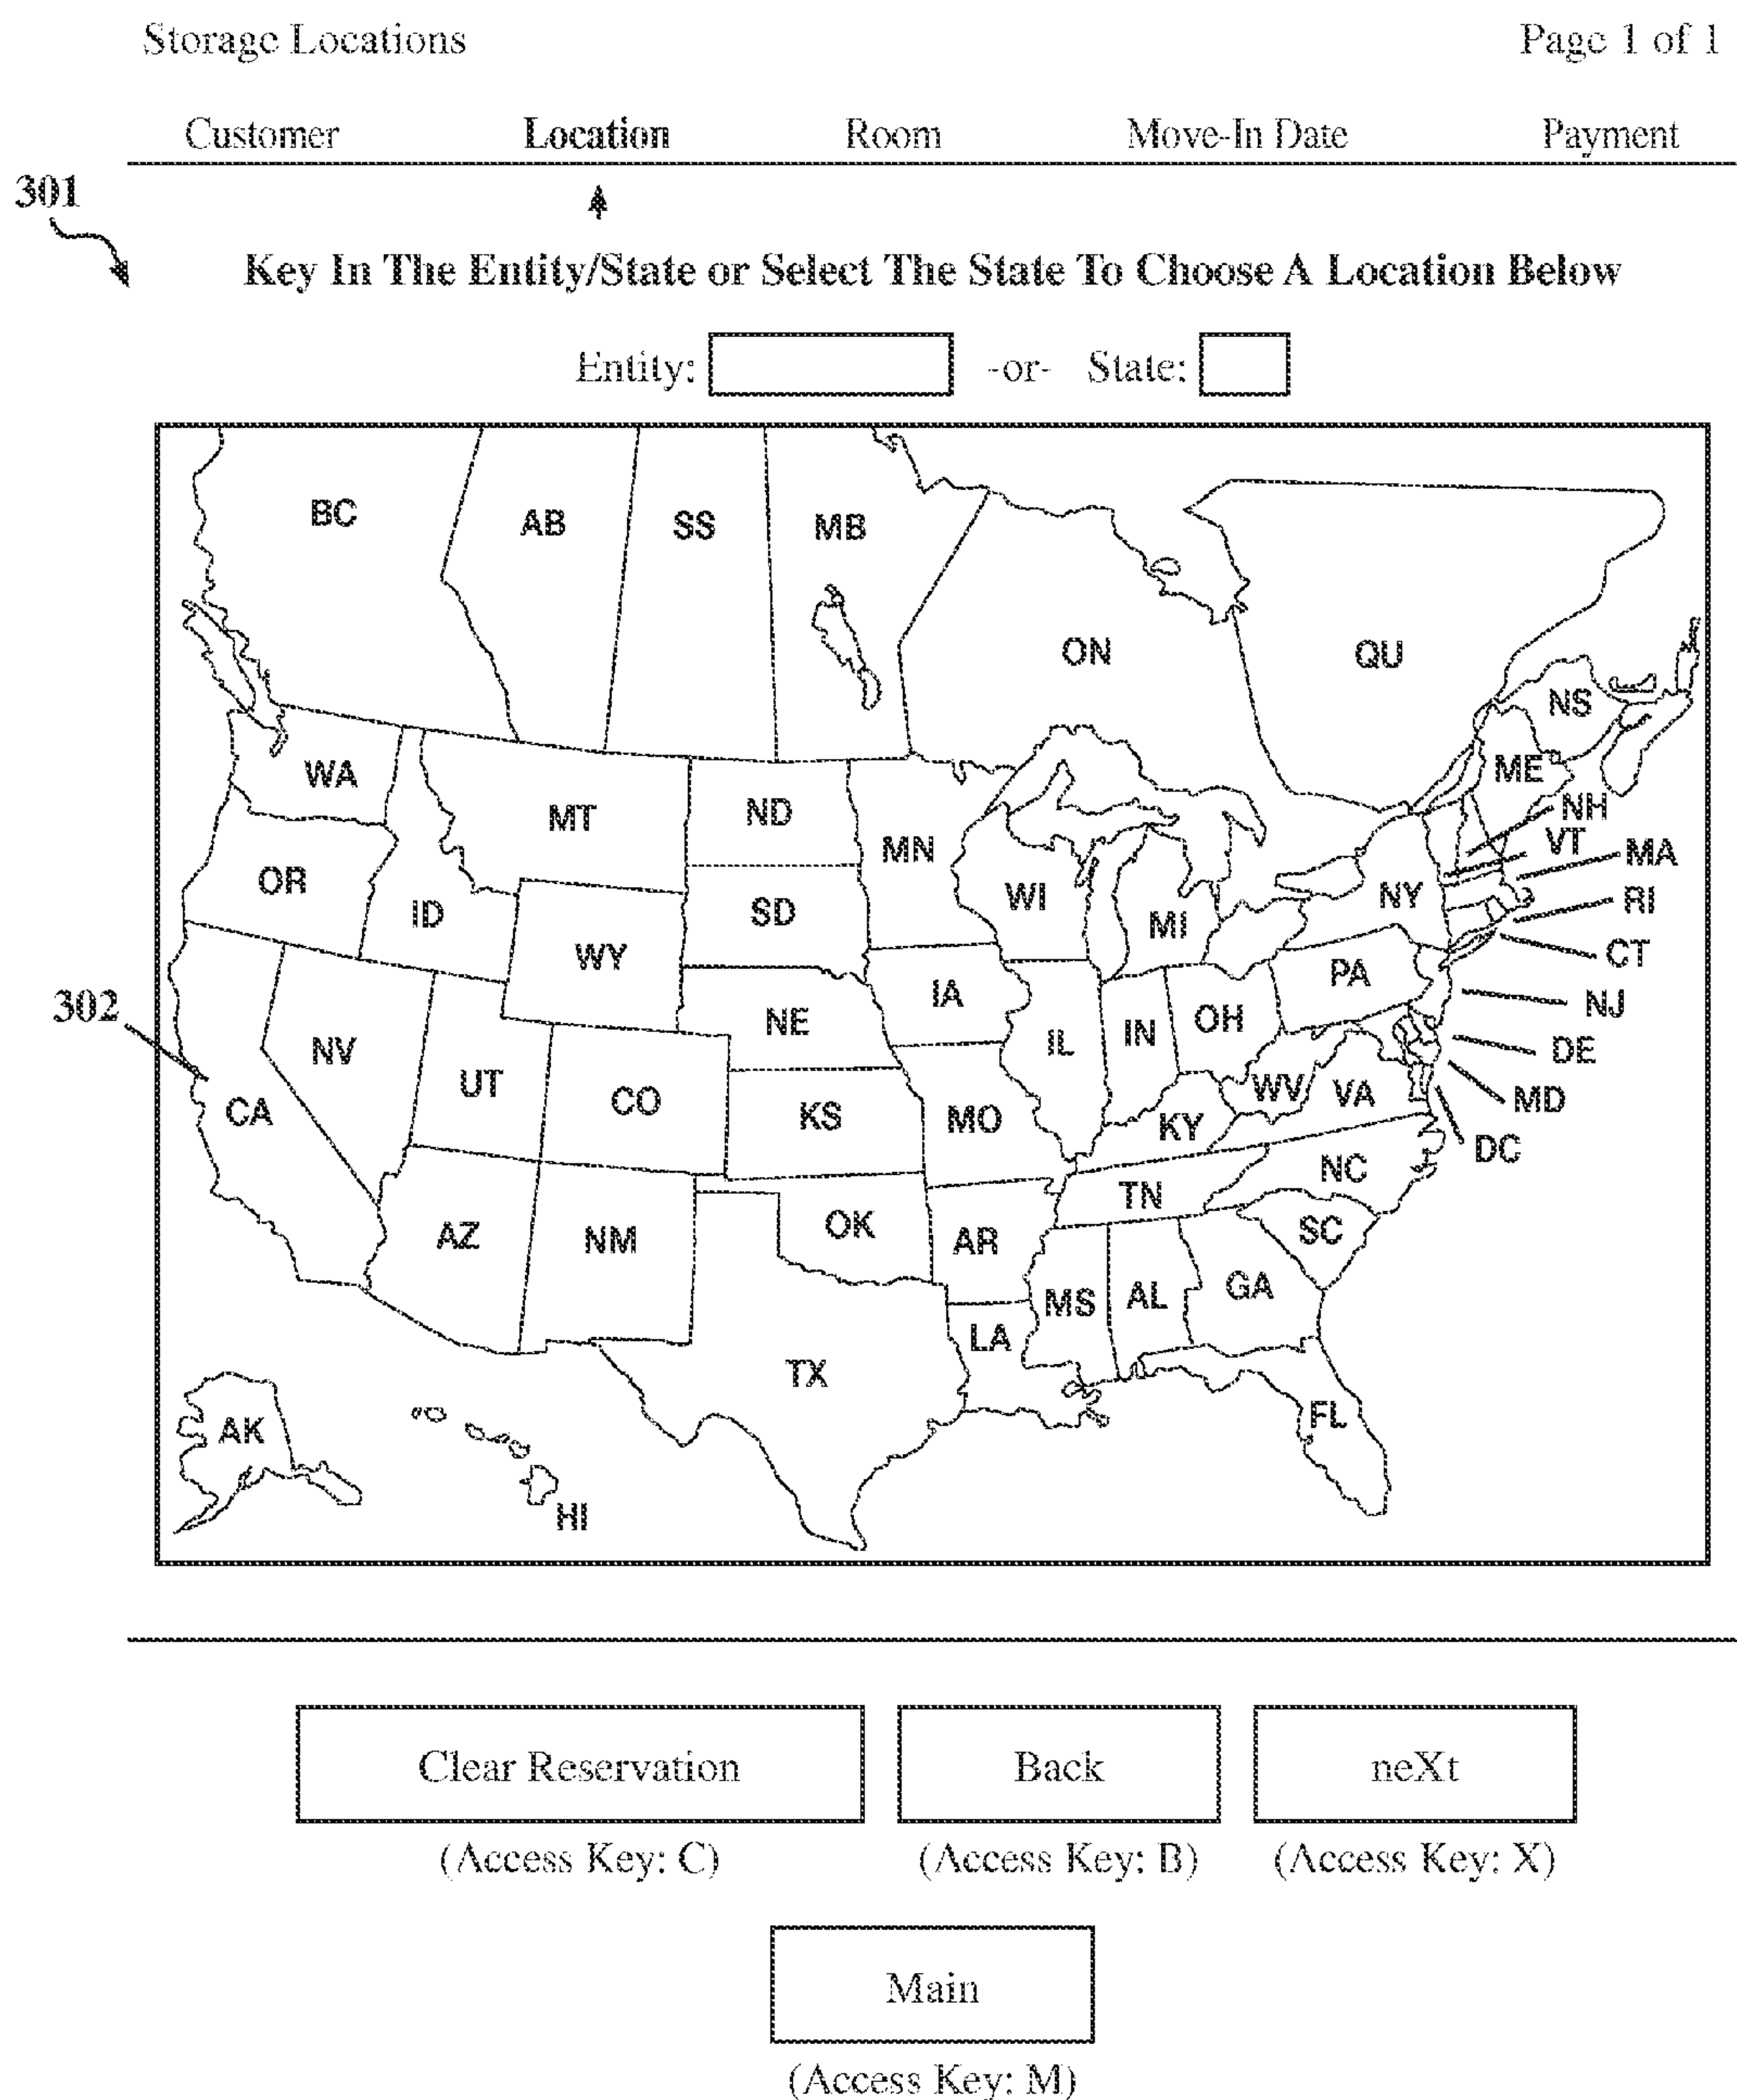 Storage Locations Page 1 of 1
Customer Location Room Move-In Date Payment
301
Key In The Entity/State or Select The State To Choose A Location Below
Entity: -or- State:
BC AB SS MB
ON QU
NS
WA ME
MT ND NH
MN VT MA
OR ID SD WI MI NY RI
WY CT
PA
302 NE IA NJ
NV IL IN OH DE
UT CO WV VA MD
CA KS MO KY DC
NC
TN
AZ NM OK AR SC
MS AL GA
LA
TX
AK FL
HI
Clear Reservation Back neXt
(Access Key: C) (Access Key: B) (Access Key: X)
Main
(Access Key: M)